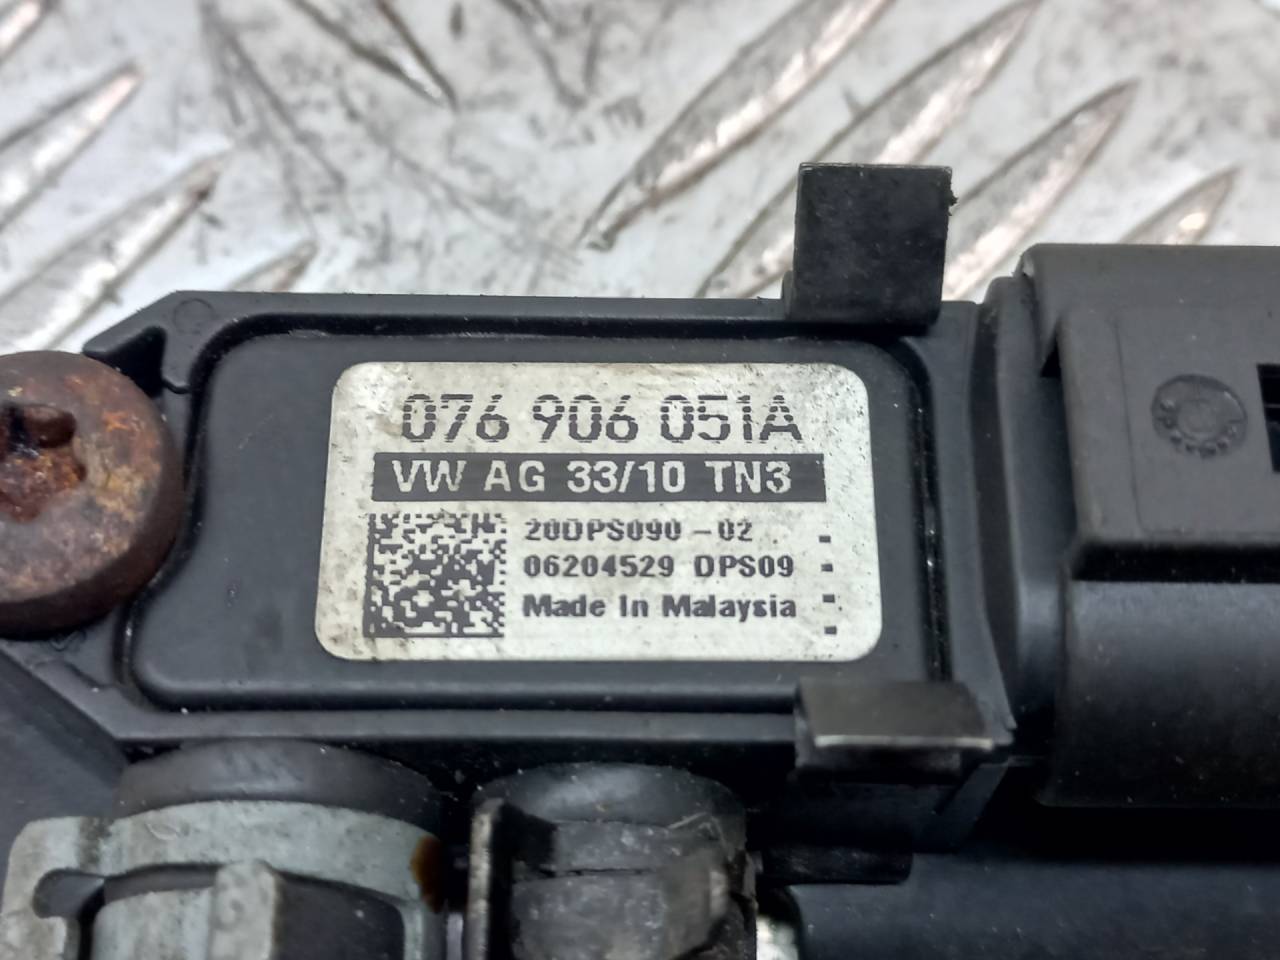 076 906 051A
VW AG 33/10 TN3
20DPS090-02
06204529 DPS09
Made In Malaysia